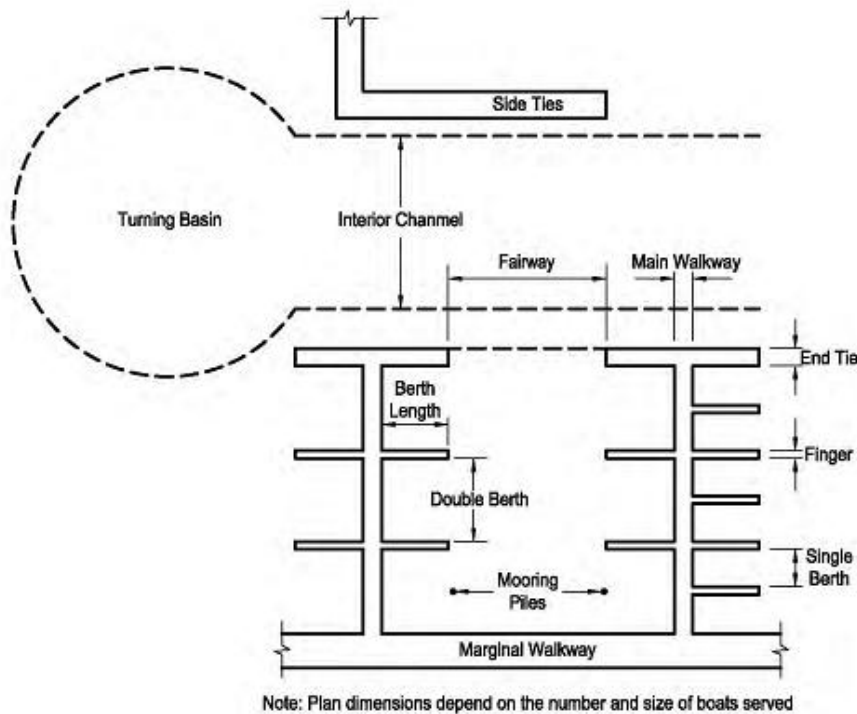 Side Ties
Turning Basin
Interior Chanmel
Fairway
Main Walkway
End Tie
Berth
Length
Finger
Double Berth
Single
Berth
Mooring
Piles
Marginal Walkway
Note: Plan dimensions depend on the number and size of boats served